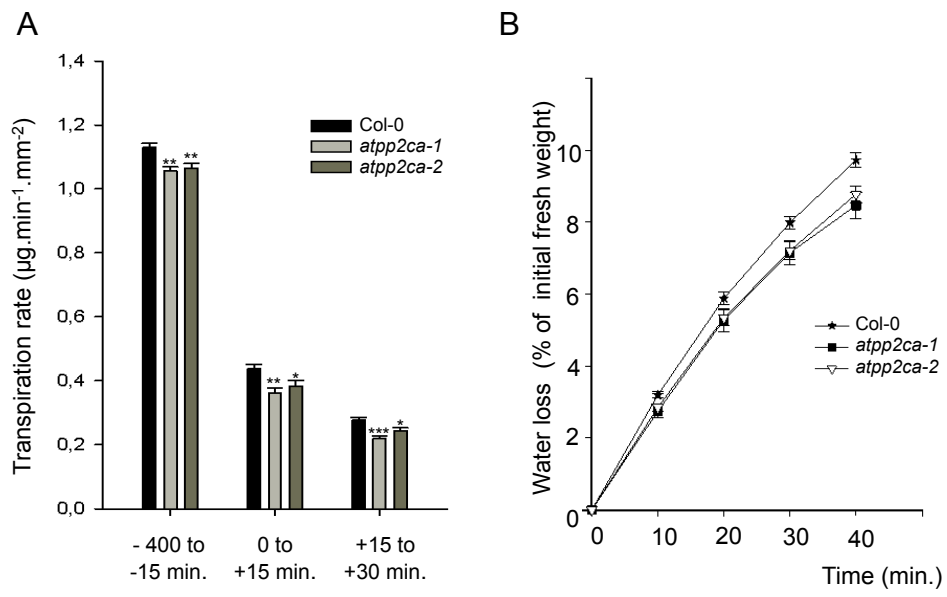 A
Transpiration rate (µg.min-1.mm-2)
1,4
1,2
1,0
0,8
0,6
0,4
0,2
0,0
Col-0
atpp2ca-1
atpp2ca-2
** **
** *
*** *
- 400 to
-15 min.
0 to
+15 min.
+15 to
+30 min.
B
Water loss (% of initial fresh weight)
10
8
6
4
2
0
Col-0
atpp2ca-1
atpp2ca-2
0 10 20 30 40
Time (min.)